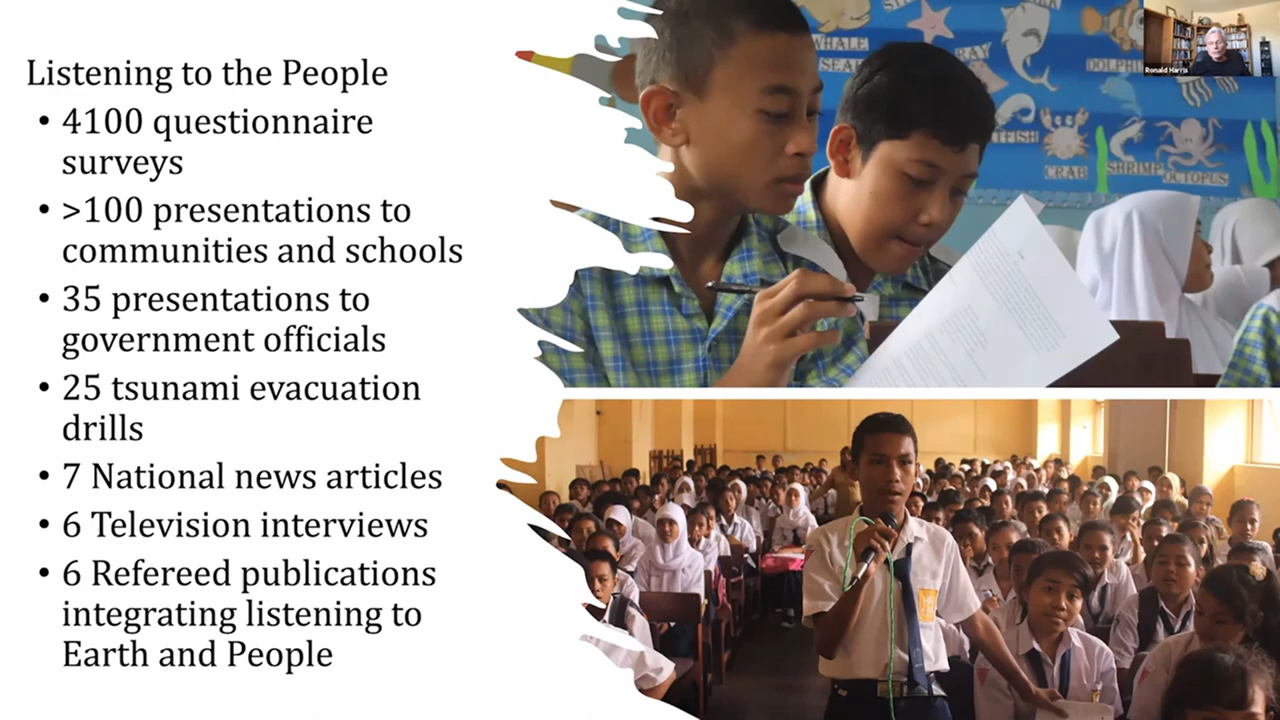 Listening to the People
• 4100 questionnaire
surveys
• >100 presentations to
communities and schools
• 35 presentations to
government officials
• 25 tsunami evacuation
drills
• 7 National news articles
• 6 Television interviews
• 6 Refereed publications
integrating listening to
Earth and People
WHALE
RAY
DOLPHIN
CRAB
SHRIMP
OCTOPUS
Ronald Harris